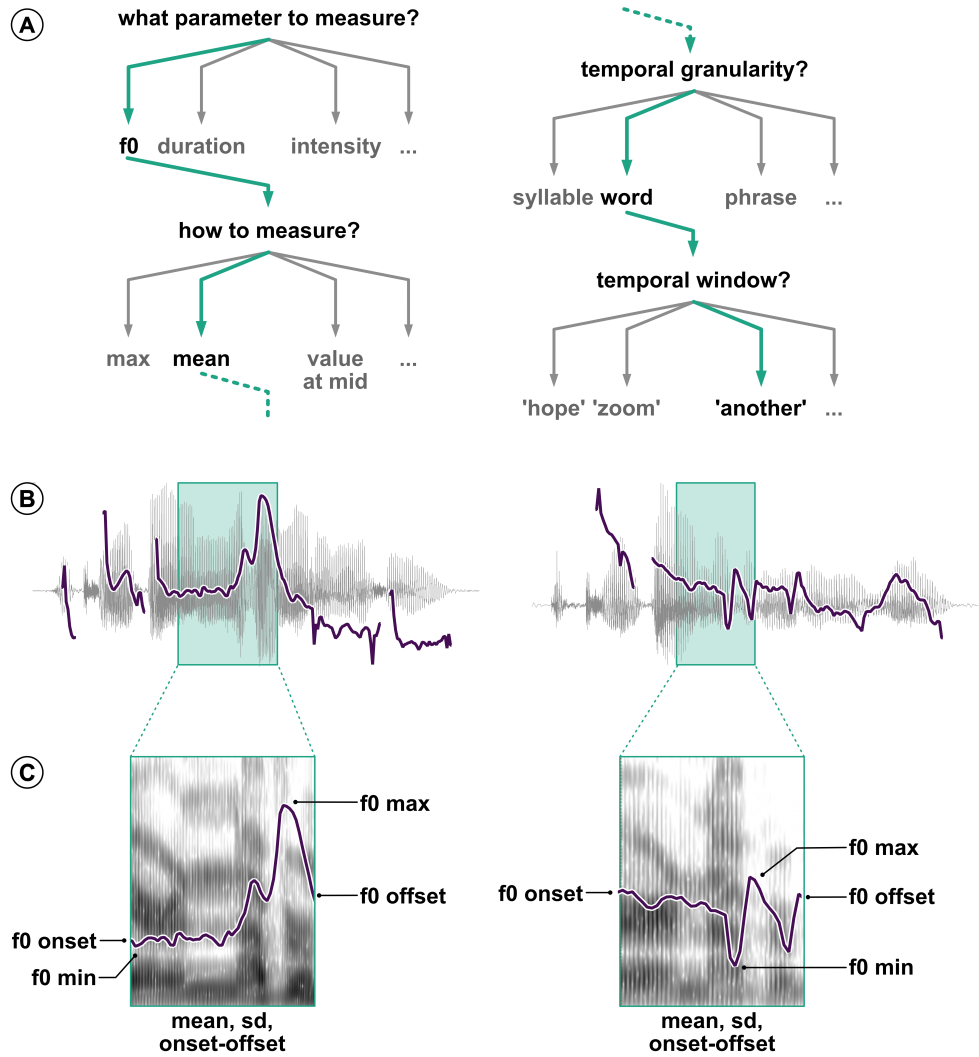 A
what parameter to measure?
f0 duration intensity ...
how to measure?
max mean value ...
at mid
temporal granularity?
syllable word phrase ...
temporal window?
'hope' 'zoom' 'another' ...
B
C
f0 max
f0 offset
f0 onset
f0 min
mean, sd,
onset-offset
f0 onset
f0 max
f0 offset
f0 min
mean, sd,
onset-offset